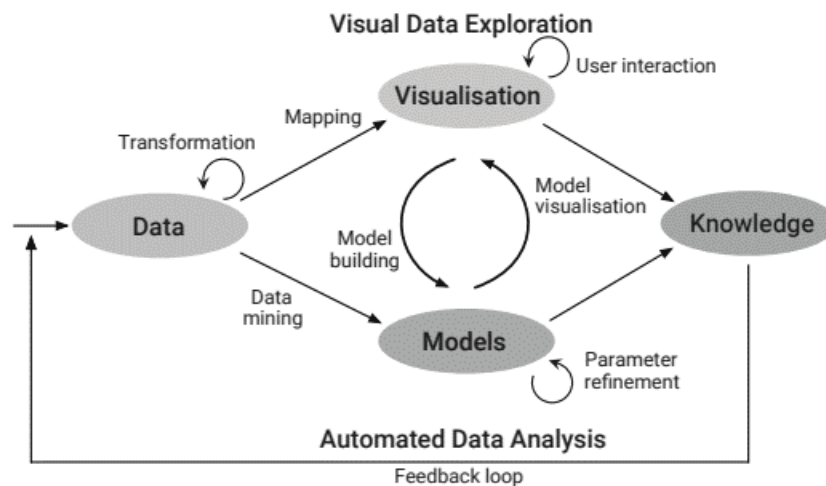 Visual Data Exploration
User interaction
Visualisation
Mapping
Transformation
Model
visualisation
Data
Knowledge
Model
building
Data
mining
Models
Parameter
refinement
Automated Data Analysis
Feedback loop